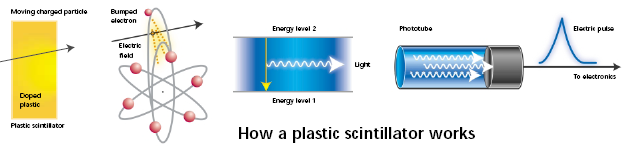 Moving charged particle
Doped
plastic
Plastic scintillator
Bumped
electron
Electric
field
Energy level 2
Light
Energy level 1
Phototube
Electric pulse
To electronics
How a plastic scintillator works